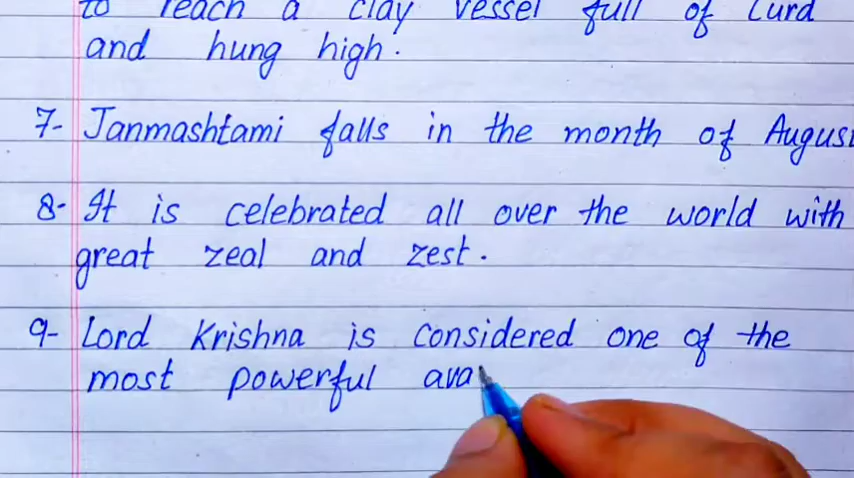 to reach a clay vessel full of Curd
and hung high.
7- Janmashtami falls in the month of Augus
8- It is celebrated all over the world with
great zeal and zest.
9- Lord Krishna is considered one of the
most powerful ava